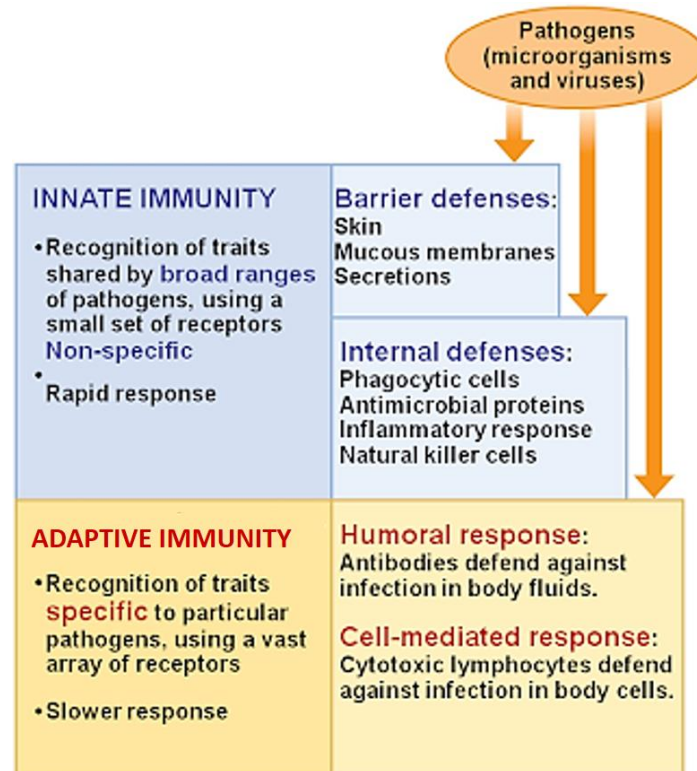 Pathogens
(microorganisms
and viruses)
INNATE IMMUNITY
•Recognition of traits
shared by broad ranges
of pathogens, using a
small set of receptors
Non-specific
•
Rapid response
Barrier defenses:
Skin
Mucous membranes
Secretions
Internal defenses:
Phagocytic cells
Antimicrobial proteins
Inflammatory response
Natural killer cells
ADAPTIVE IMMUNITY
•Recognition of traits
specific to particular
pathogens, using a vast
array of receptors
•Slower response
Humoral response:
Antibodies defend against
infection in body fluids.
Cell-mediated response:
Cytotoxic lymphocytes defend
against infection in body cells.